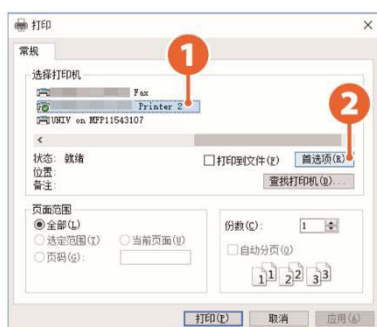 打印
常规
1
选择打印机
Fax
Printer 2
UNIV on MFP11543107
2
状态: 就绪
打印到文件(F)
首选项(R)
位置:
备注:
查找打印机(D)...
页面范围
全部(L)
选定范围(T) 当前页面(U)
页码(G):
份数(C): 1
自动分页(O)
1 1 2 2 3 3
打印(P) 取消 应用(A)